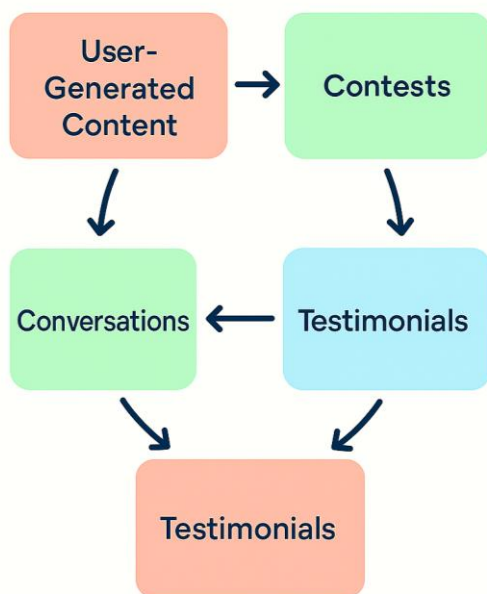 User-
Generated
Content
Contests
Conversations
Testimonials
Testimonials